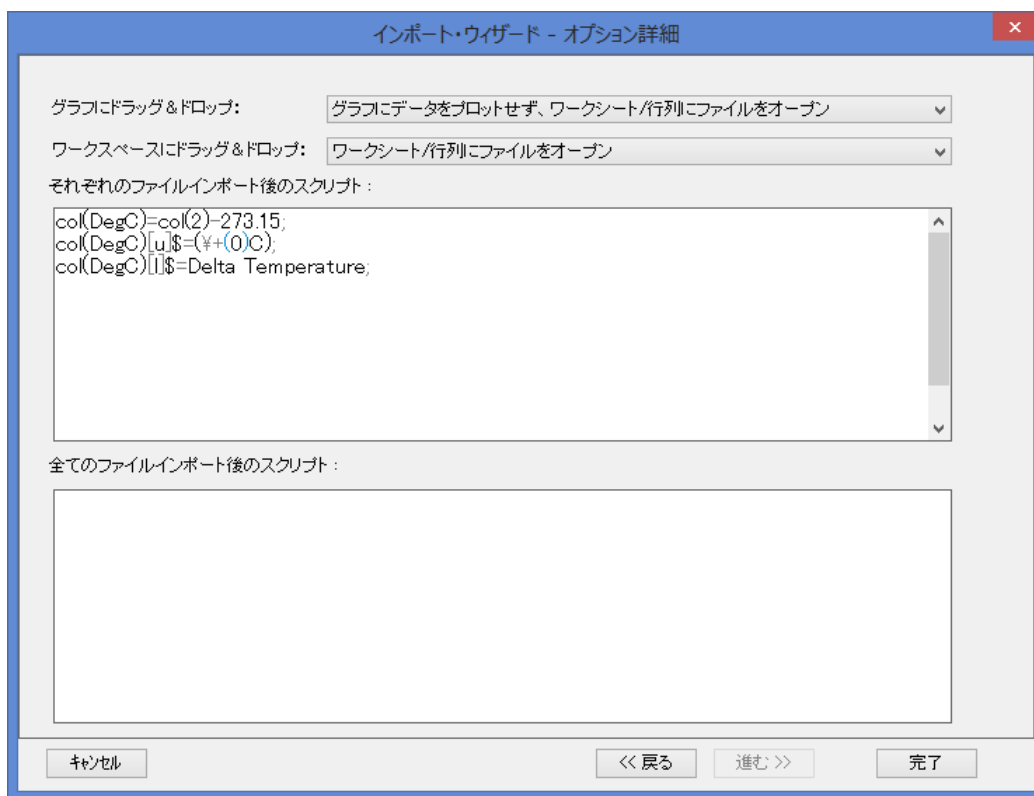 インポート・ウィザード - オプション詳細
グラフにドラッグ&ドロップ: グラフにデータをプロットせず、ワークシート/行列にファイルをオープン
ワークスペースにドラッグ&ドロップ: ワークシート/行列にファイルをオープン
それぞれのファイルインポート後のスクリプト:
col(DegC)=col(2)-273.15;
col(DegC)[u]$=(¥+(0)C);
col(DegC)[l]$=Delta Temperature;
全てのファイルインポート後のスクリプト:
キャンセル << 戻る 進む >> 完了